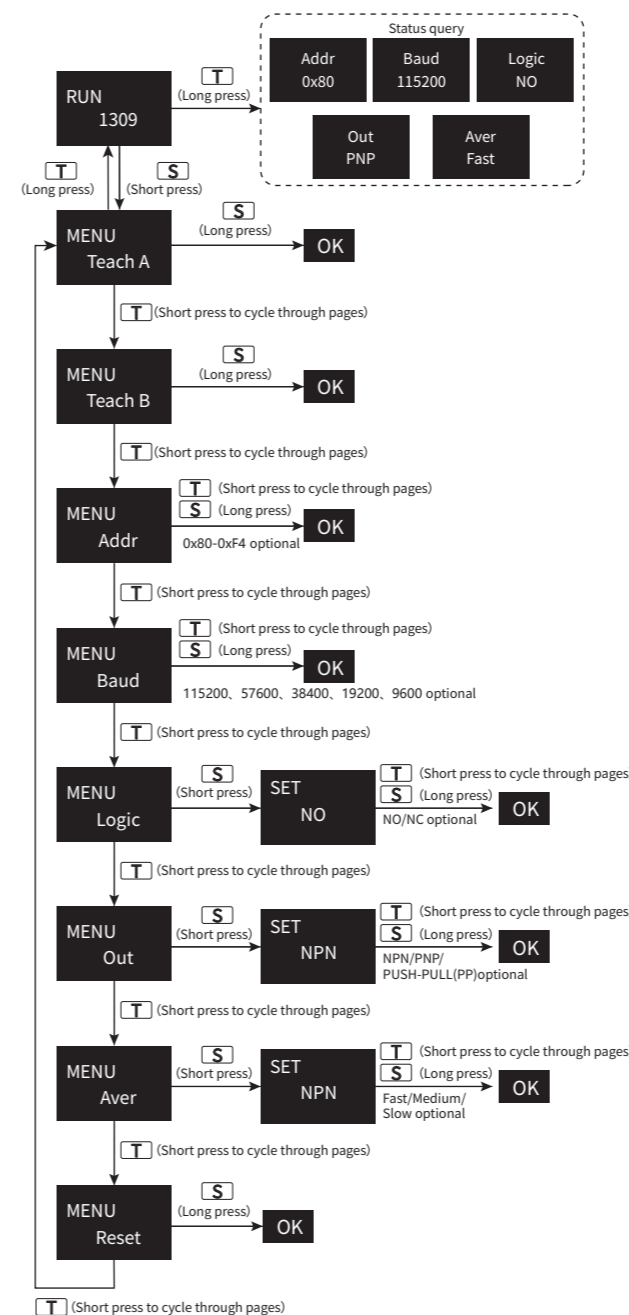 Status query
Addr
0x80
Baud
115200
Logic
NO
Out
PNP
Aver
Fast
RUN
1309
T
(Long press)
T
(Long press)
S
(Short press)
MENU
Teach A
S
(Long press)
OK
T (Short press to cycle through pages)
MENU
Teach B
S
(Long press)
OK
T (Short press to cycle through pages)
MENU
Addr
T (Short press to cycle through pages)
S (Long press)
0x80-0xF4 optional
OK
T (Short press to cycle through pages)
MENU
Baud
T (Short press to cycle through pages)
S (Long press)
OK
115200、57600、38400、19200、9600 optional
T (Short press to cycle through pages)
MENU
Logic
S
(Short press)
SET
NO
T (Short press to cycle through pages
S (Long press)
NO/NC optional
OK
T (Short press to cycle through pages)
MENU
Out
S
(Short press)
SET
NPN
T (Short press to cycle through pages
S (Long press)
NPN/PNP/
PUSH-PULL(PP)optional
OK
T (Short press to cycle through pages)
MENU
Aver
S
(Short press)
SET
NPN
T (Short press to cycle through pages
S (Long press)
Fast/Medium/
Slow optional
OK
T (Short press to cycle through pages)
MENU
Reset
S
(Long press)
OK
T (Short press to cycle through pages)